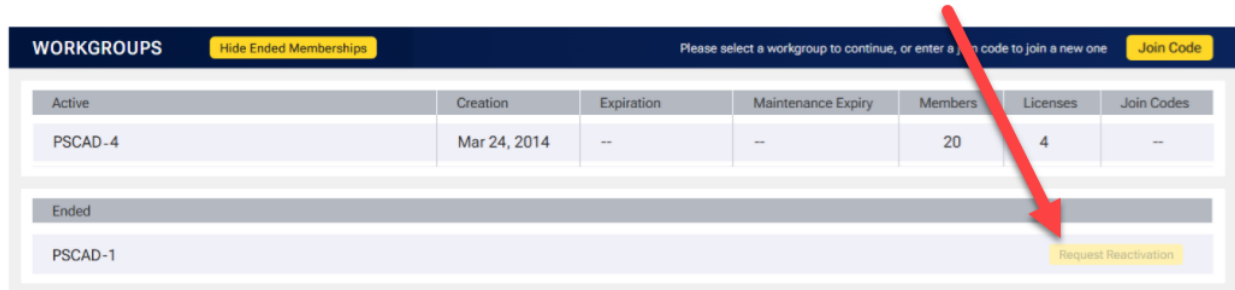 WORKGROUPS Hide Ended Memberships Please select a workgroup to continue, or enter a join code to join a new one Join Code
Active Creation Expiration Maintenance Expiry Members Licenses Join Codes
PSCAD-4 Mar 24, 2014 -- -- 20 4 --
Ended
PSCAD-1 Request Reactivation